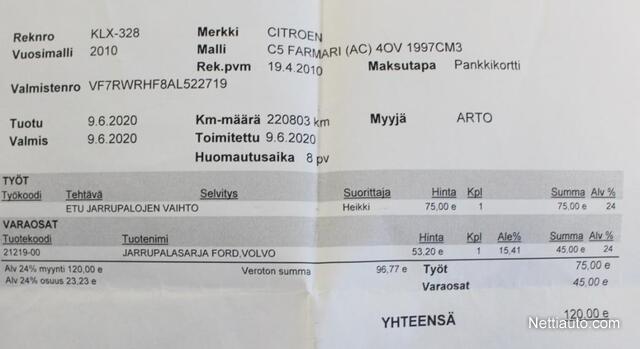 Reknro KLX-328 Merkki CITROEN
Vuosimalli 2010 Malli C5 FARMARI (AC) 4OV 1997CM3
Rek.pvm 19.4.2010 Maksutapa Pankkikortti
Valmistenro VF7RWRHF8AL522719
Tuotu 9.6.2020 Km-määrä 220803 km Myyjä ARTO
Valmis 9.6.2020 Toimitettu 9.6.2020
Huomautusaika 8 pv
TYÖT
Työkoodi Tehtävä Selvitys Suorittaja Hinta Kpl Summa Alv %
ETU JARRUPALOJEN VAIHTO Heikki 75,00 e 1 75,00 e 24
VARAOSAT
Tuotekoodi Tuotenimi Hinta Kpl Ale% Summa Alv %
21219-00 JARRUPALASARJA FORD,VOLVO 53,20 e 1 15,41 45,00 e 24
Alv 24% myynti 120,00 e Veroton summa 96,77 e Työt 75,00 e
Alv 24% osuus 23,23 e Varaosat 45,00 e
YHTEENSÄ 120,00 e
Nettiauto.com